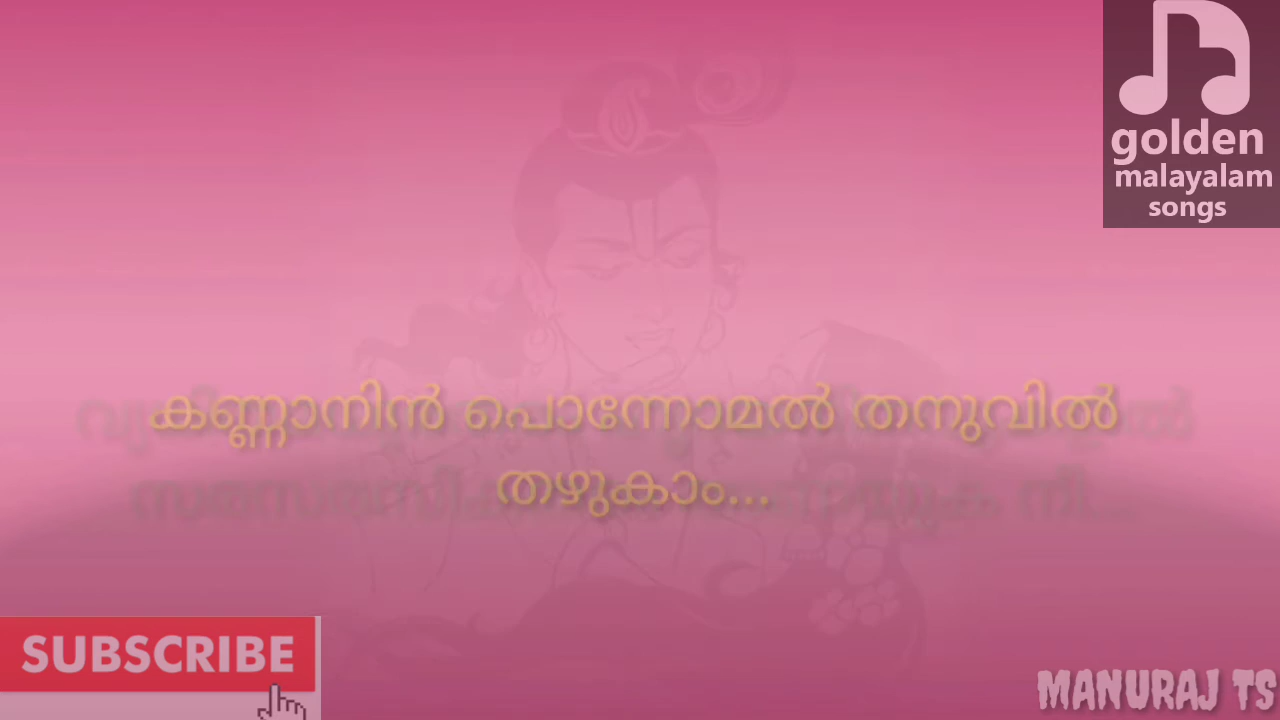 golden
malayalam
songs
കണ്ണാനിൻ പൊന്നോമൽ തനുവിൽ
തഴുകാം...
SUBSCRIBE
MANURAJ TS